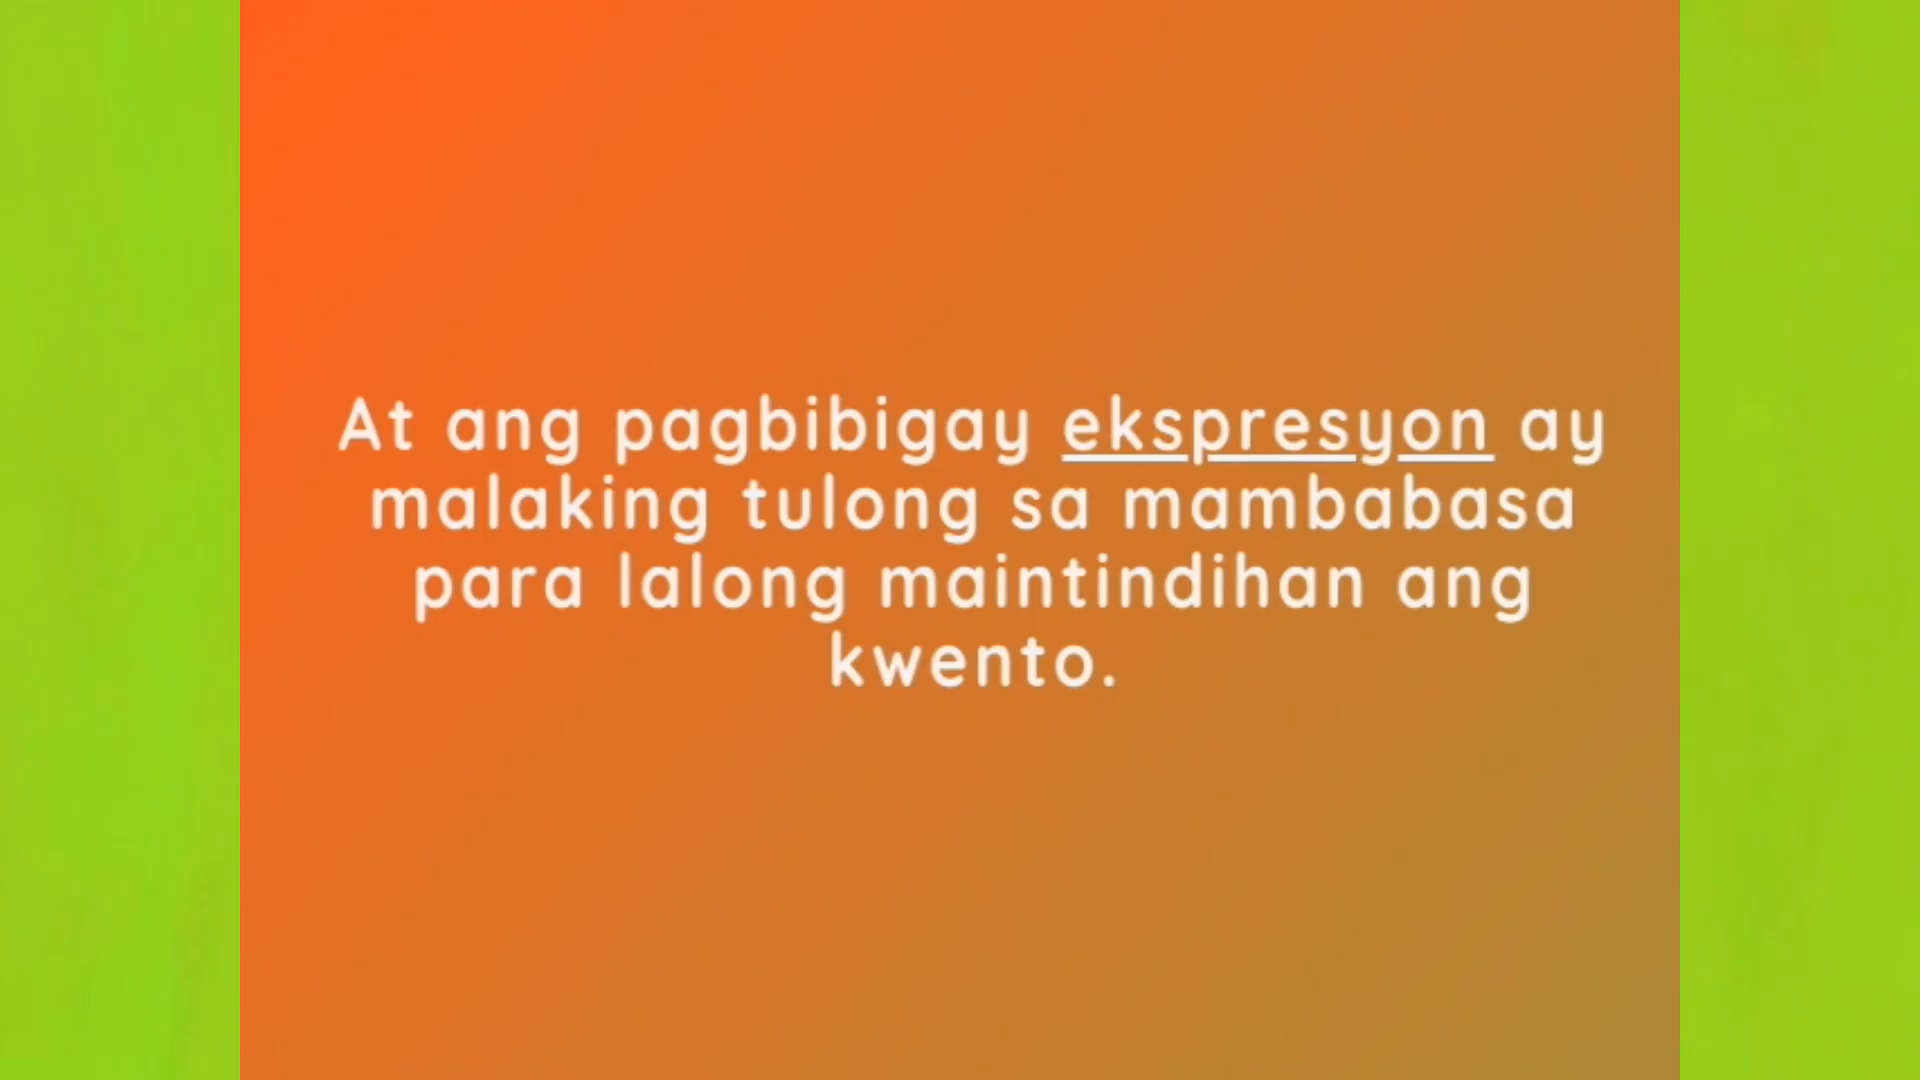 At ang pagbibigay ekspresyon ay
malaking tulong sa mambabasa
para lalong maintindihan ang
kwento.